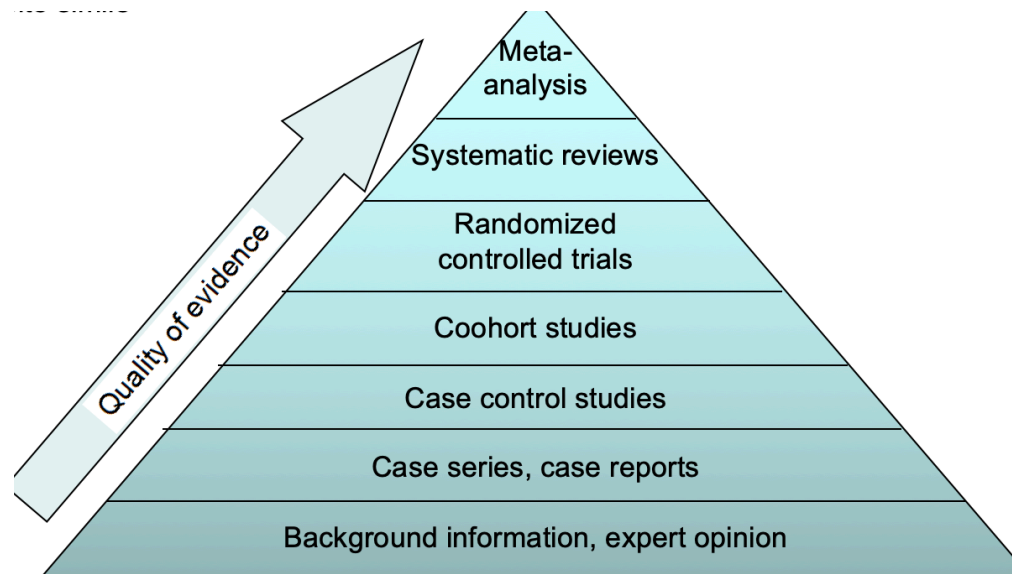 Meta-
analysis
Systematic reviews
Randomized
controlled trials
Coohort studies
Case control studies
Case series, case reports
Background information, expert opinion
Quality of evidence